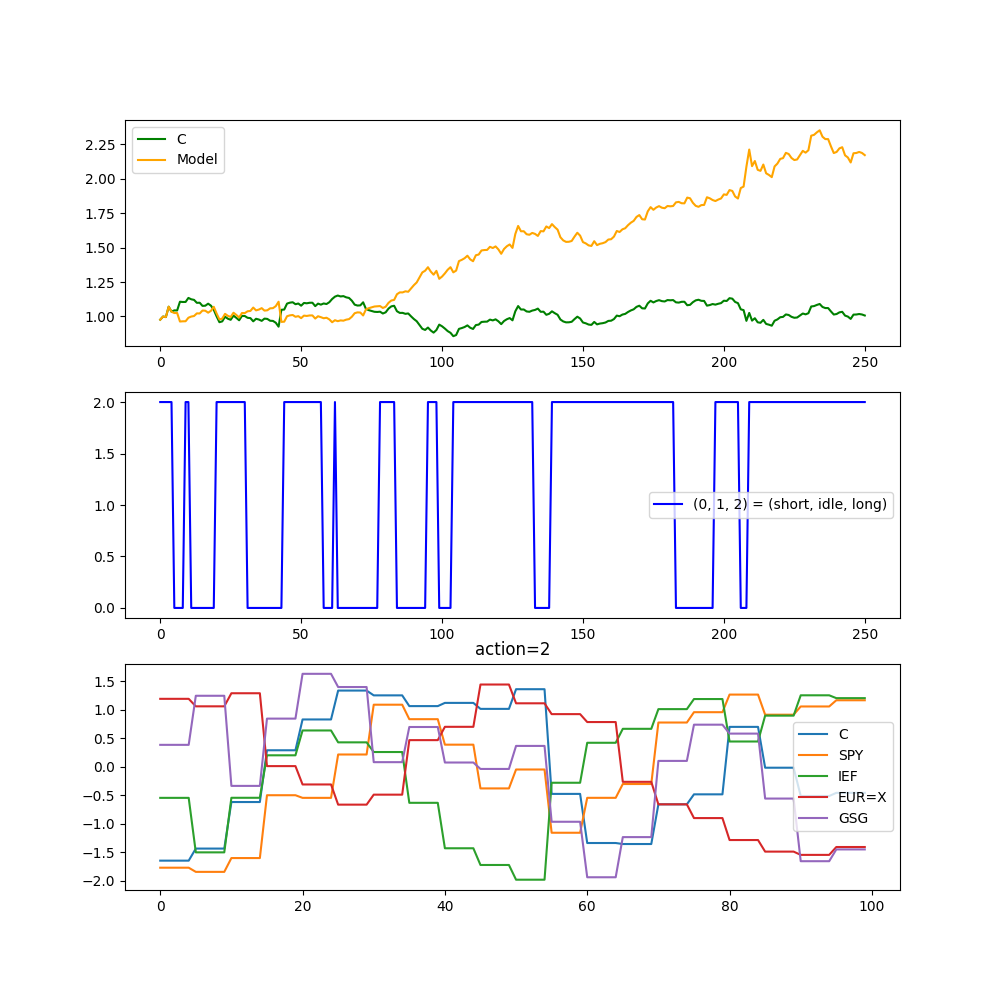 C
Model
2.25
2.00
1.75
1.50
1.25
1.00
0 50 100 150 200 250
2.0
1.5
1.0
0.5
0.0
(0, 1, 2) = (short, idle, long)
0 50 100 150 200 250
action=2
1.5
1.0
0.5
0.0
−0.5
−1.0
−1.5
−2.0
C
SPY
IEF
EUR=X
GSG
0 20 40 60 80 100